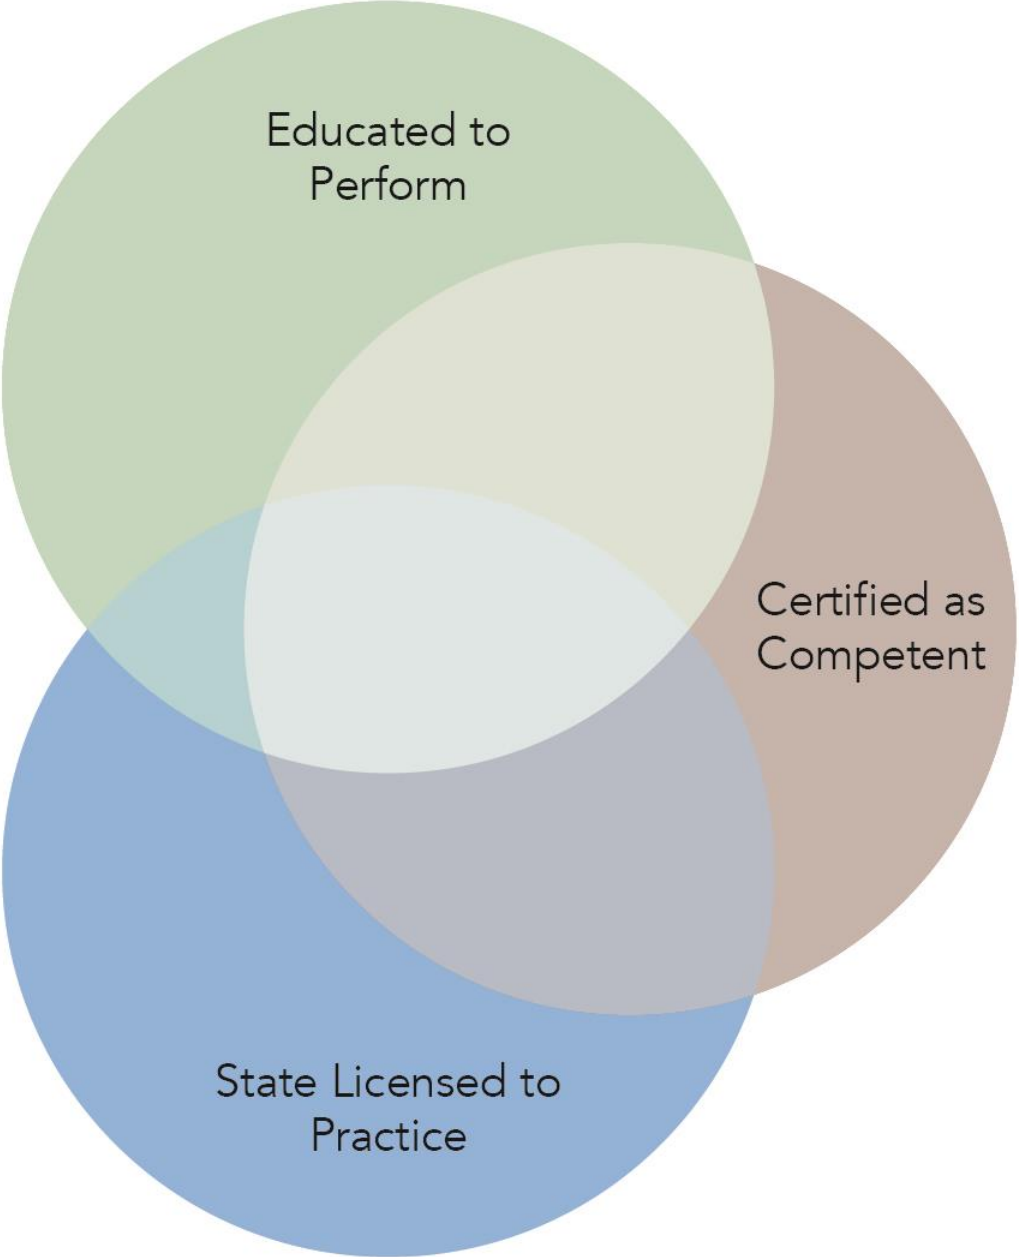 Educated to
Perform
Certified as
Competent
State Licensed to
Practice